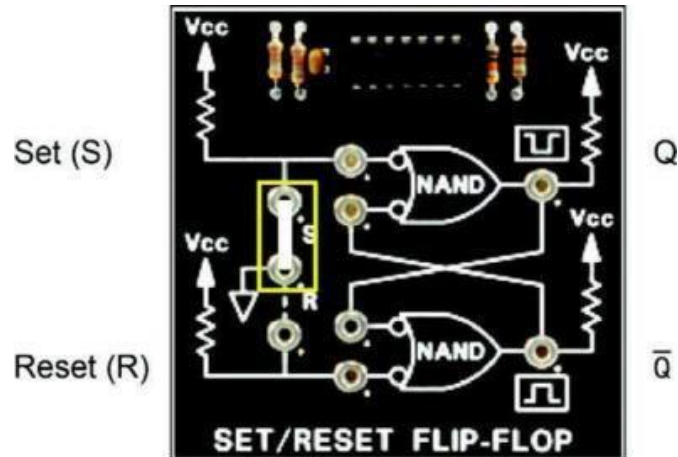 Vcc
Vcc
Set (S)
NAND
Q
S
Vcc
Vcc
R
Reset (R)
NAND
Q̅
SET/RESET FLIP-FLOP